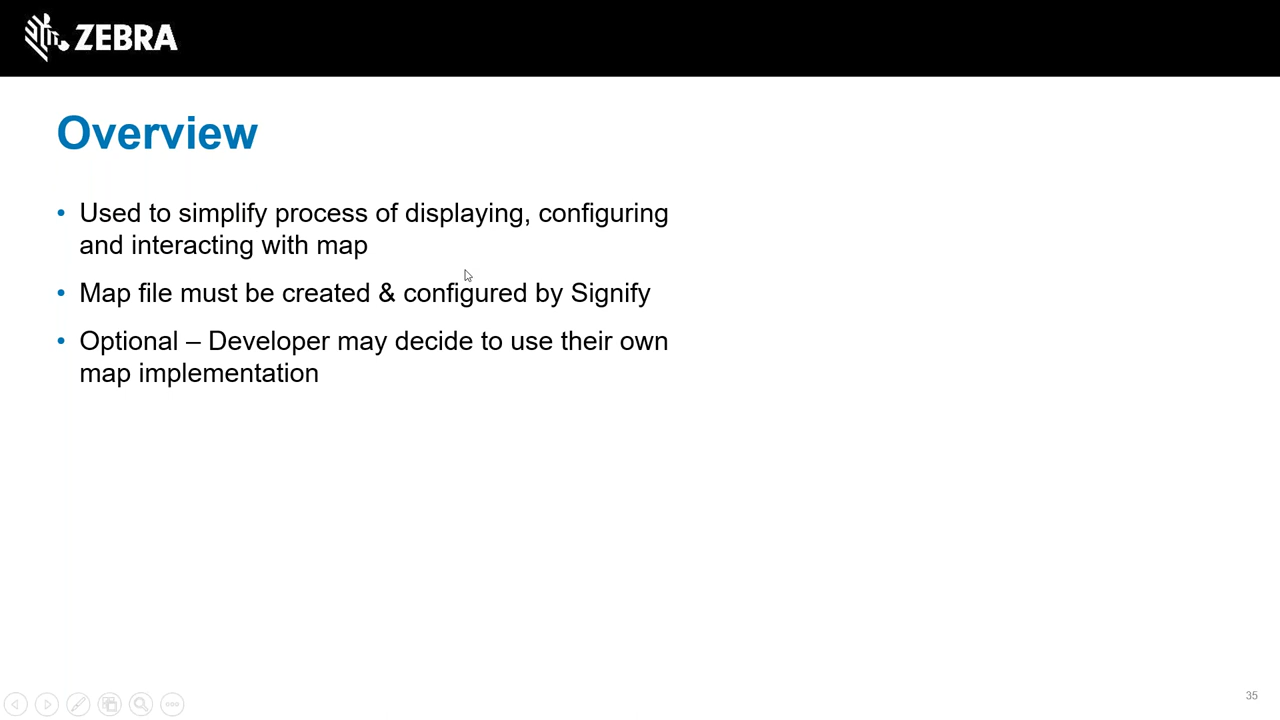 ZEBRA
Overview
• Used to simplify process of displaying, configuring
and interacting with map
• Map file must be created & configured by Signify
• Optional – Developer may decide to use their own
map implementation
35